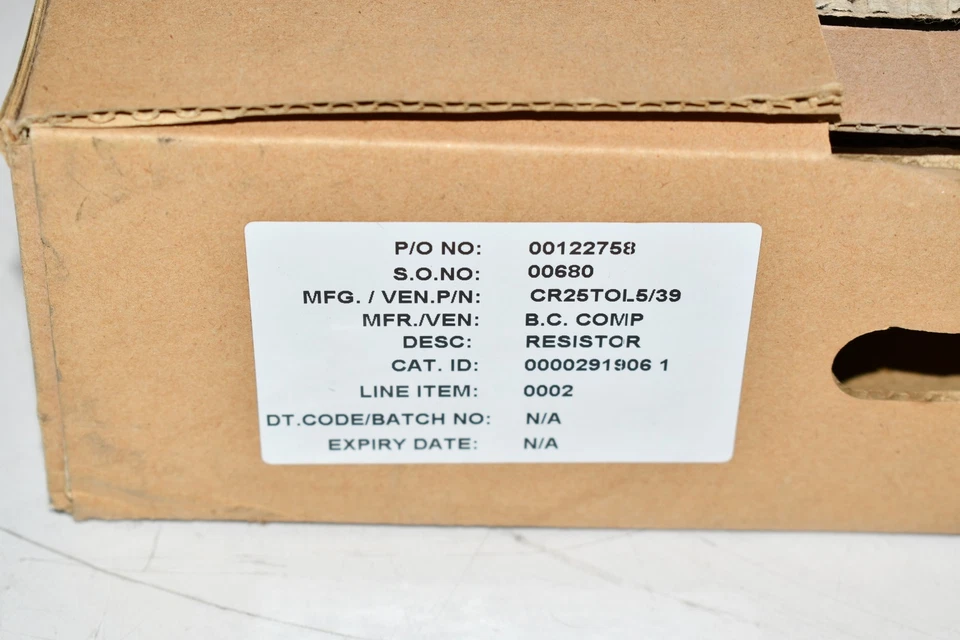 P/O NO: 00122758
S.O.NO: 00680
MFG. / VEN.P/N: CR25TOL5/39
MFR./VEN: B.C. COMP
DESC: RESISTOR
CAT. ID: 0000291906 1
LINE ITEM: 0002
DT.CODE/BATCH NO: N/A
EXPIRY DATE: N/A